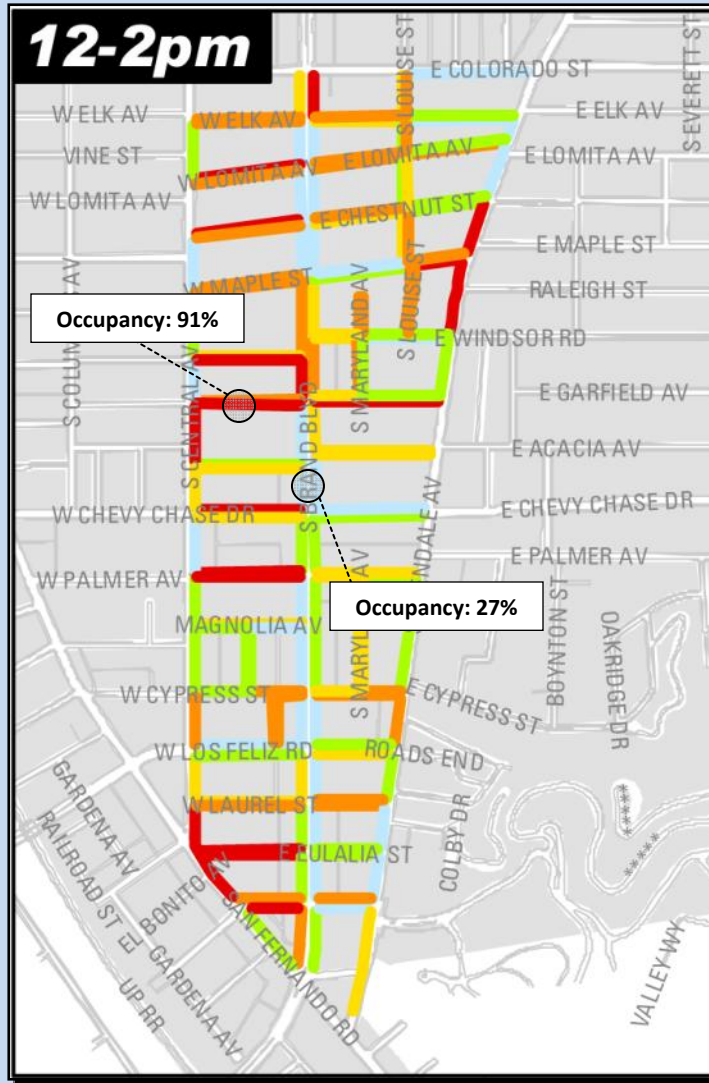 12-2pm
S LOUISE ST
E COLORADO ST
S EVERETT ST
W ELK AV
W ELK AV
E ELK AV
VINE ST
E LOMITA AV
E LOMITA AV
W LOMITA AV
W LOMITA AV
E CHESTNUT ST
E MAPLE ST
W MAPLE ST
RALEIGH ST
S LOUISE ST
S MARYLAND AV
Occupancy: 91%
E WINDSOR RD
S CENTRAL AV
S BRAND BLVD
E GARFIELD AV
E ACACIA AV
W CHEVY CHASE DR
E CHEVY CHASE DR
E PALMER AV
W PALMER AV
Occupancy: 27%
BOYNTON ST
OAKRIDGE DR
MAGNOLIA AV
W CYPRESS ST
E CYPRESS ST
W LOS FELIZ RD
ROADS END
GARDENA AV
W LAUREL ST
COLBY DR
RAILROAD ST
E EULALIA ST
EL BONITO AV
SAN FERNANDO RD
GARDENA AV
UP RR
VALLEY WY